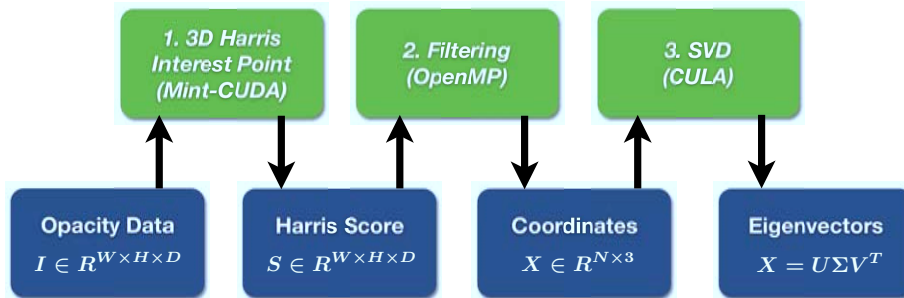 1. 3D Harris
Interest Point
(Mint-CUDA)
2. Filtering
(OpenMP)
3. SVD
(CULA)
Opacity Data
I ∈ R^{W×H×D}
Harris Score
S ∈ R^{W×H×D}
Coordinates
X ∈ R^{N×3}
Eigenvectors
X = UΣV^T